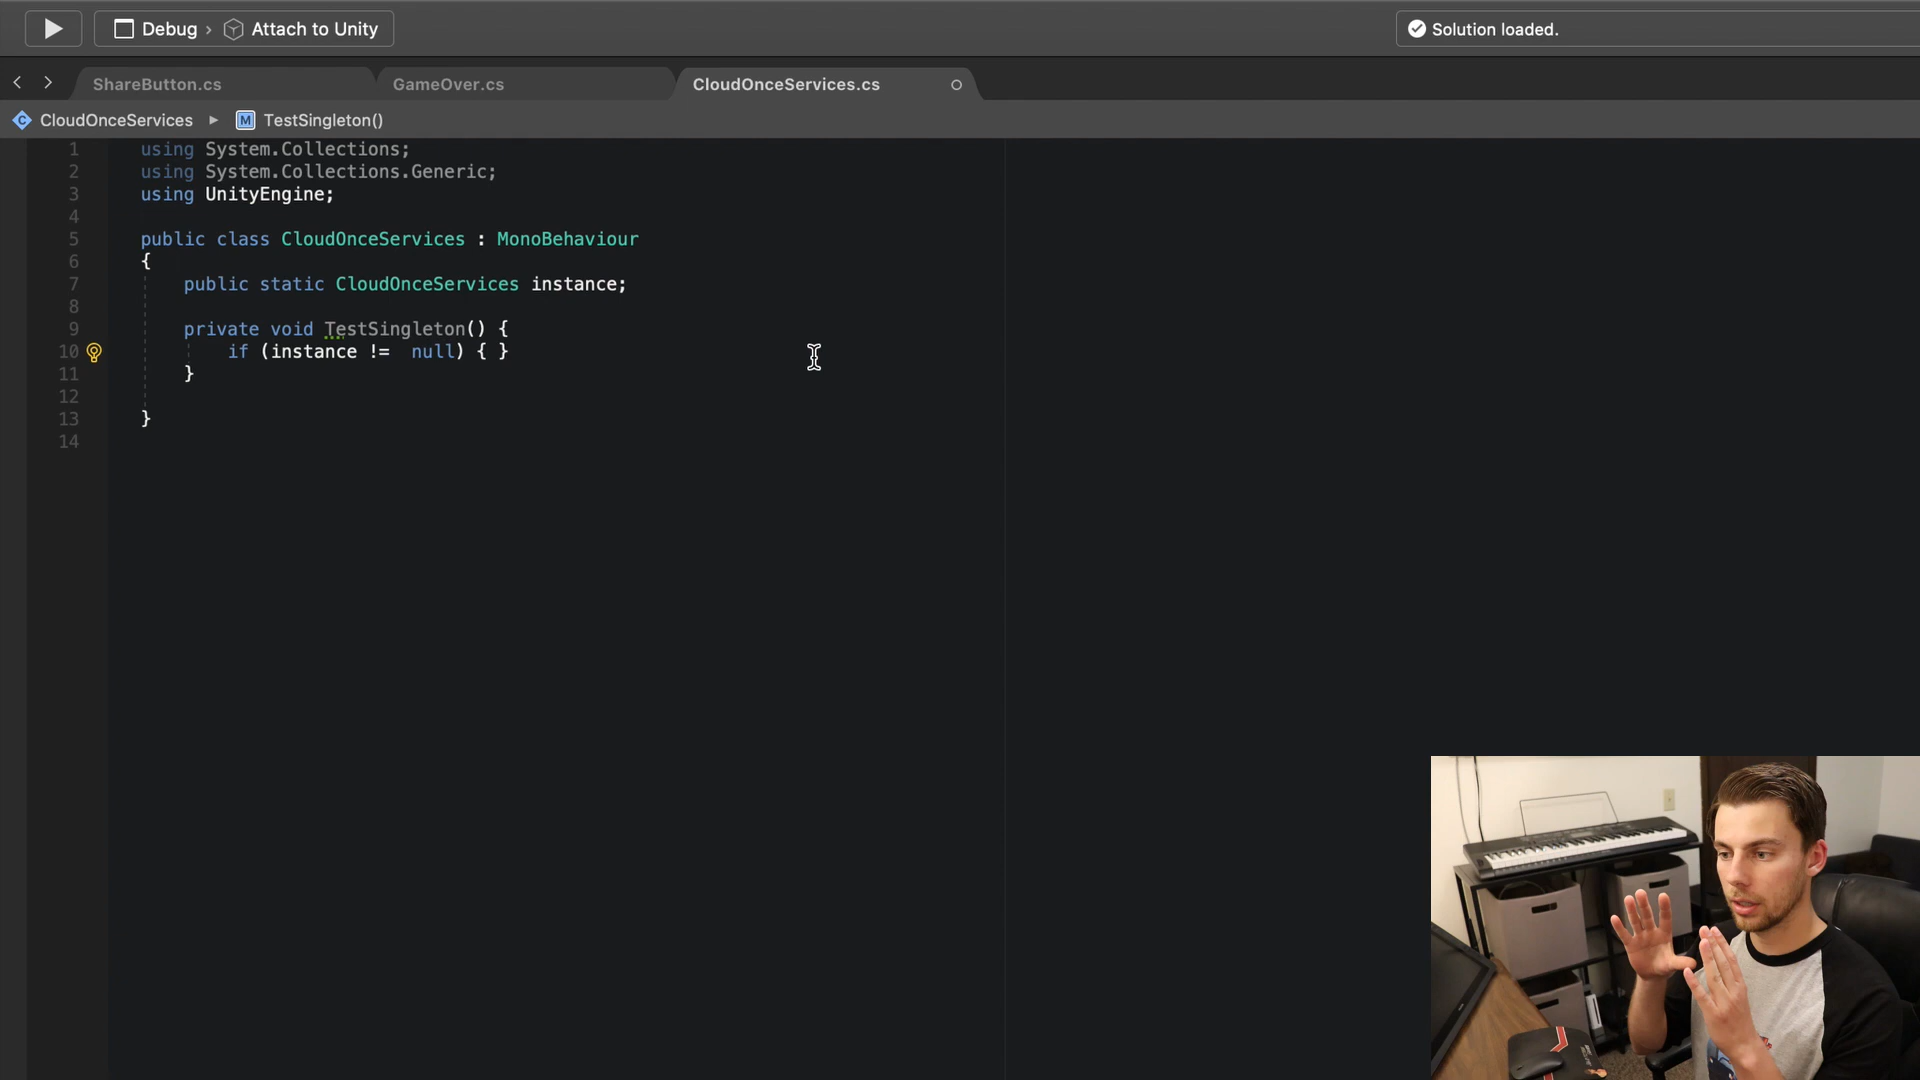 Debug › Attach to Unity
Solution loaded.
ShareButton.cs
GameOver.cs
CloudOnceServices.cs
CloudOnceServices ▸ M TestSingleton()
1 using System.Collections;
2 using System.Collections.Generic;
3 using UnityEngine;
4
5 public class CloudOnceServices : MonoBehaviour
6 {
7 public static CloudOnceServices instance;
8
9 private void TestSingleton() {
10 if (instance !=  null) { }
11 }
12
13 }
14